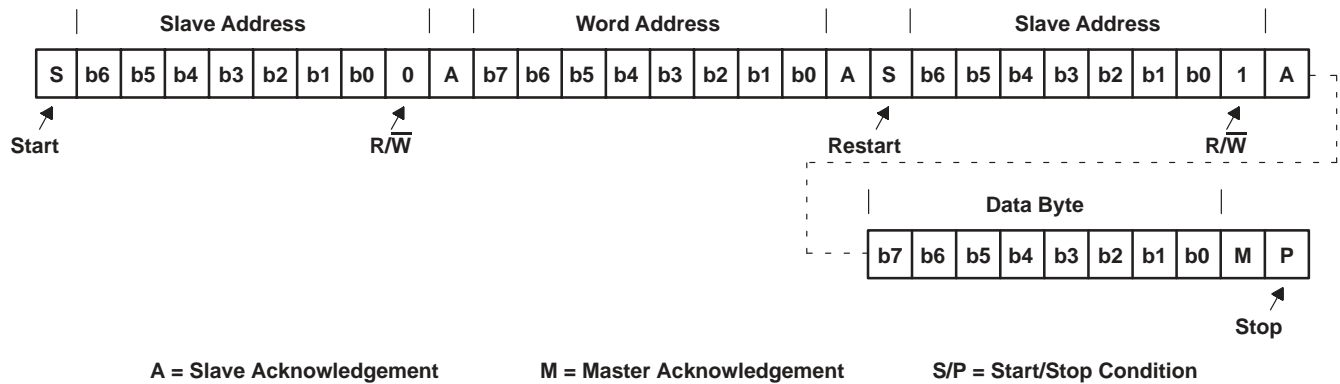 Slave Address Word Address Slave Address
S b6 b5 b4 b3 b2 b1 b0 0 A b7 b6 b5 b4 b3 b2 b1 b0 A S b6 b5 b4 b3 b2 b1 b0 1 A
Start R/W̅ Restart R/W̅
Data Byte
b7 b6 b5 b4 b3 b2 b1 b0 M P
Stop
A = Slave Acknowledgement M = Master Acknowledgement S/P = Start/Stop Condition